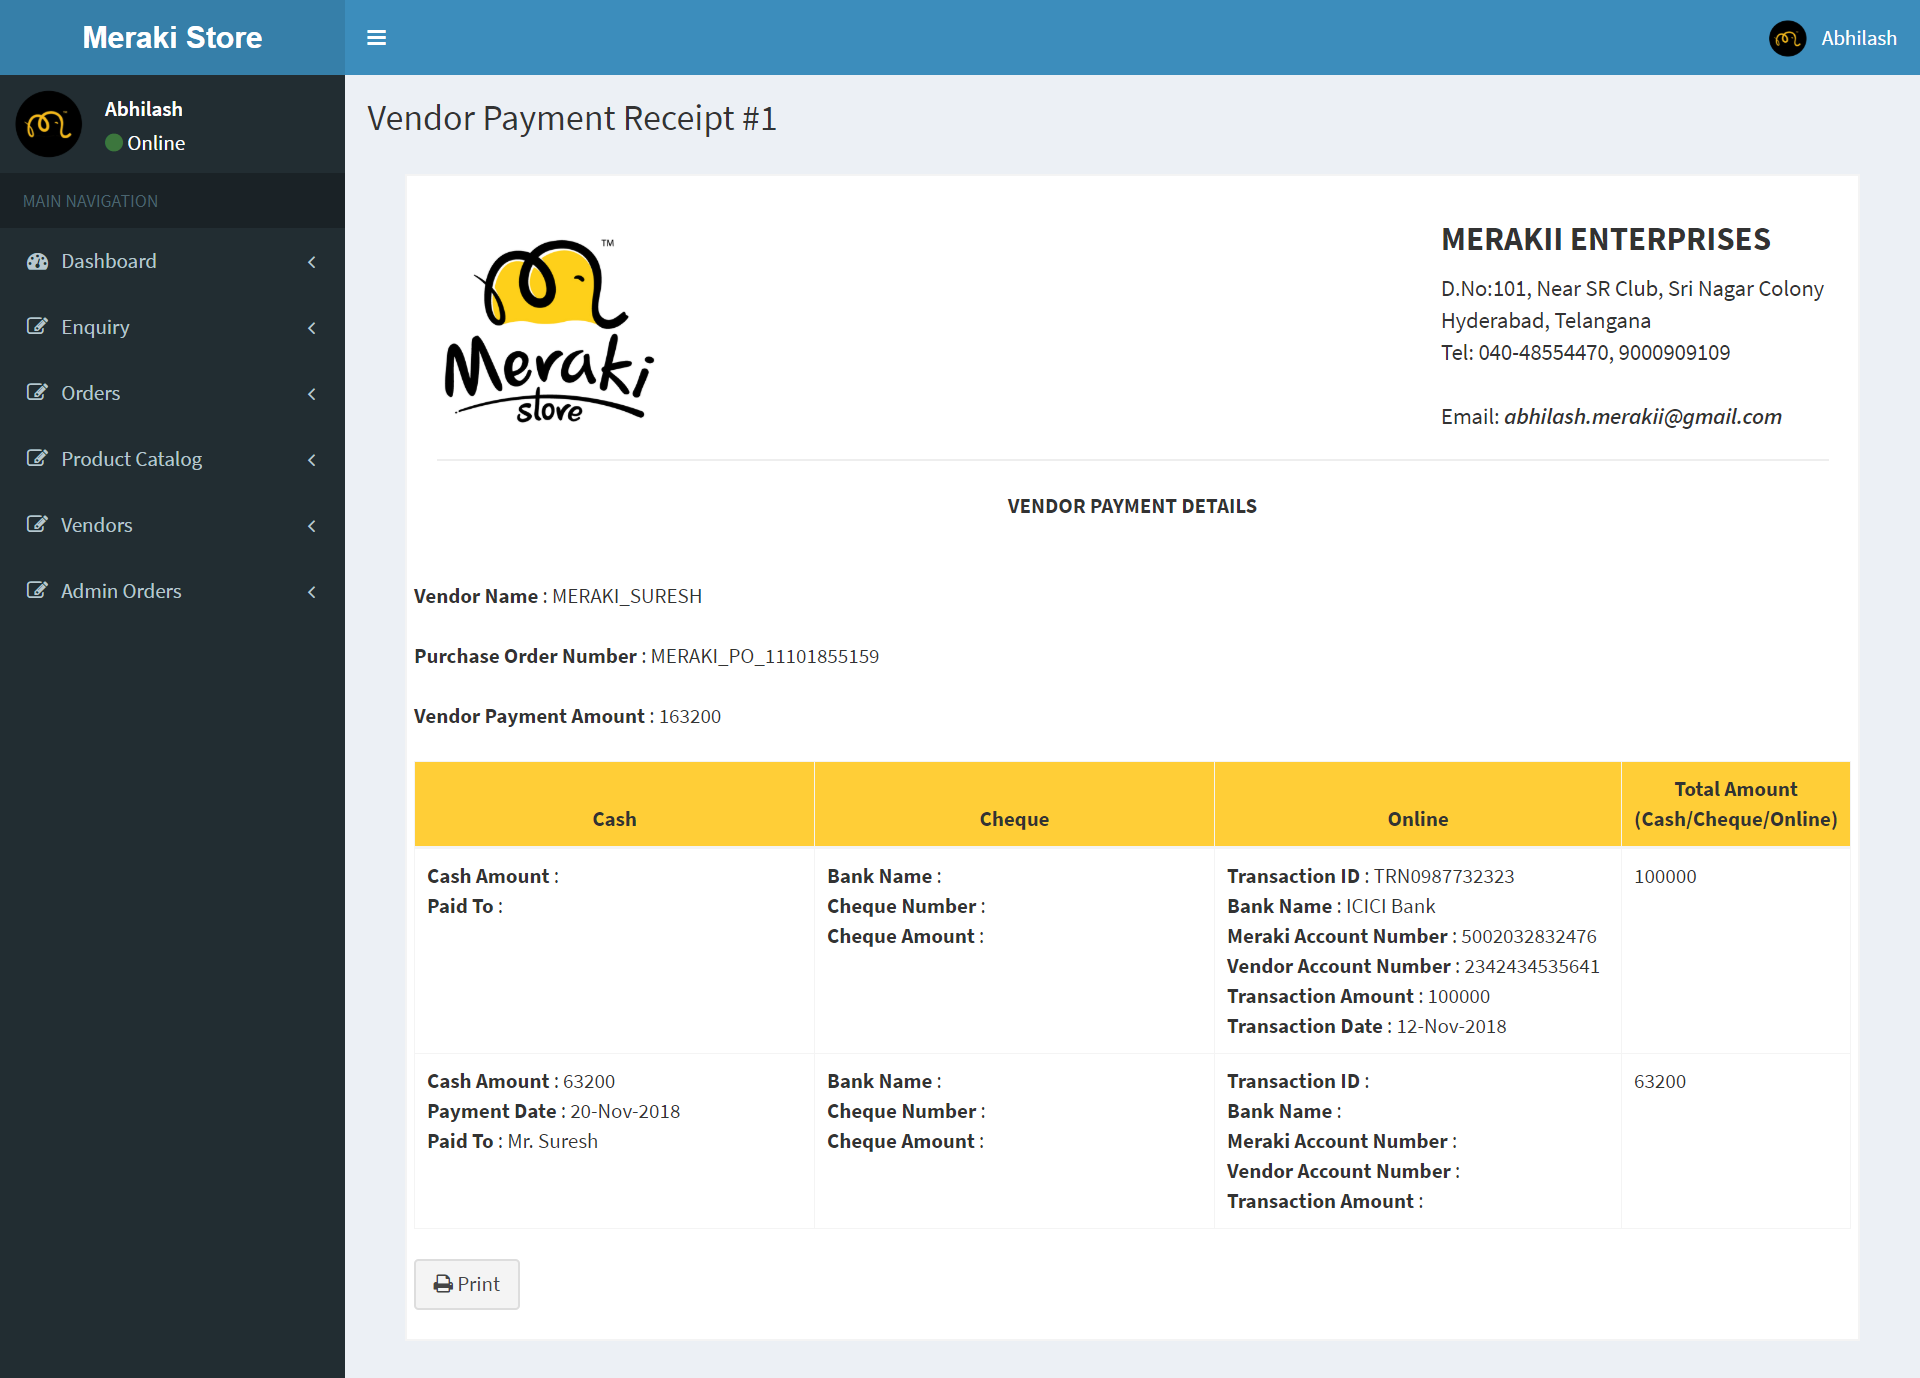 Meraki Store
Abhilash
Abhilash
Online
MAIN NAVIGATION
Dashboard
Enquiry
Orders
Product Catalog
Vendors
Admin Orders
Vendor Payment Receipt #1
TM
Meraki
store
MERAKII ENTERPRISES
D.No:101, Near SR Club, Sri Nagar Colony
Hyderabad, Telangana
Tel: 040-48554470, 9000909109
Email: abhilash.merakii@gmail.com
VENDOR PAYMENT DETAILS
Vendor Name : MERAKI_SURESH
Purchase Order Number : MERAKI_PO_11101855159
Vendor Payment Amount : 163200
Cash
Cheque
Online
Total Amount
(Cash/Cheque/Online)
Cash Amount :
Paid To :
Bank Name :
Cheque Number :
Cheque Amount :
Transaction ID : TRN0987732323
Bank Name : ICICI Bank
Meraki Account Number : 5002032832476
Vendor Account Number : 2342434535641
Transaction Amount : 100000
Transaction Date : 12-Nov-2018
100000
Cash Amount : 63200
Payment Date : 20-Nov-2018
Paid To : Mr. Suresh
Bank Name :
Cheque Number :
Cheque Amount :
Transaction ID :
Bank Name :
Meraki Account Number :
Vendor Account Number :
Transaction Amount :
63200
Print